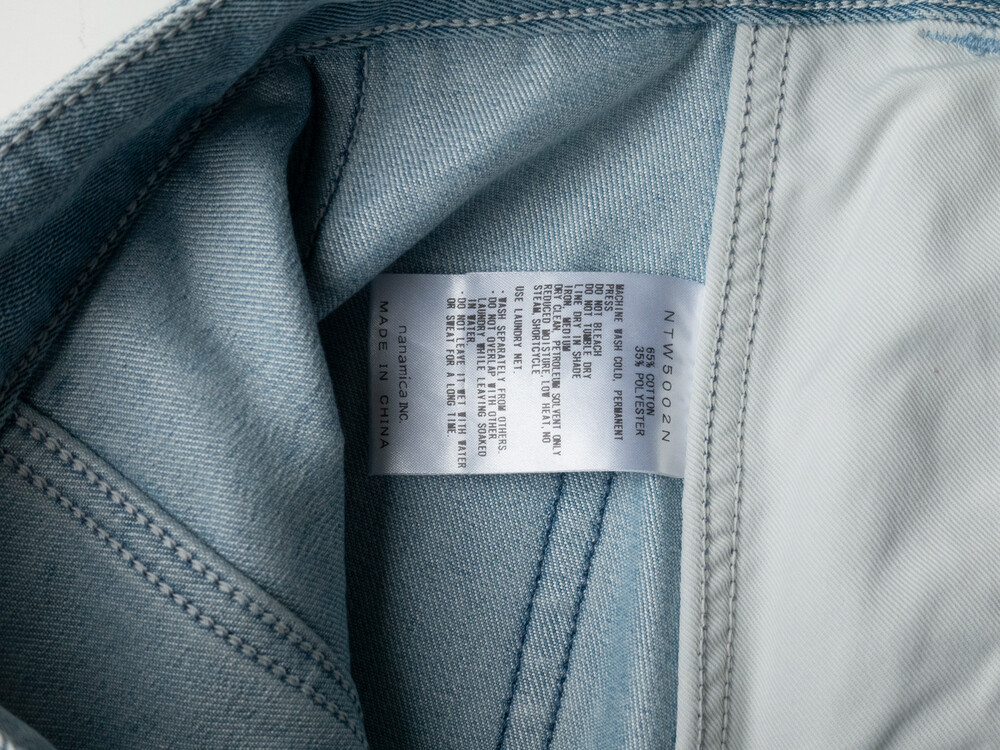 NTW5002N
65% COTTON
35% POLYESTER
MACHINE WASH COLD, PERMANENT
PRESS
DO NOT BLEACH
DO NOT TUMBLE DRY
LINE DRY IN SHADE
IRON, MEDIUM
DRY CLEAN, PETROLEUM SOLVENT ONLY
REDUCED MOISTURE, LOW HEAT, NO
STEAM, SHORTCYCLE
USE LAUNDRY NET.
・WASH SEPARATELY FROM OTHERS.
・DO NOT OVERLAP WITH OTHER
LAUNDRY WHILE LEAVING SOAKED
IN WATER.
・DO NOT LEAVE IT WET WITH WATER
OR SWEAT FOR A LONG TIME.
nanamica INC.
MADE IN CHINA